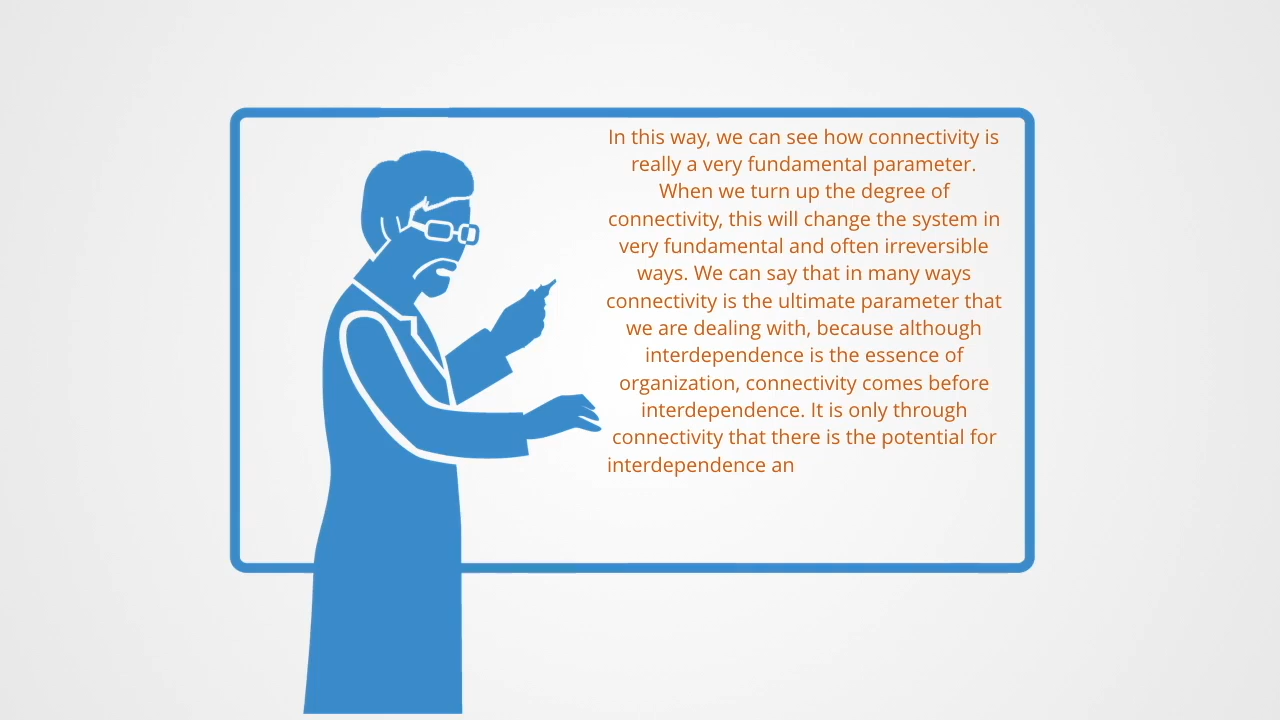 In this way, we can see how connectivity is
really a very fundamental parameter.
When we turn up the degree of
connectivity, this will change the system in
very fundamental and often irreversible
ways. We can say that in many ways
connectivity is the ultimate parameter that
we are dealing with, because although
interdependence is the essence of
organization, connectivity comes before
interdependence. It is only through
connectivity that there is the potential for
interdependence an